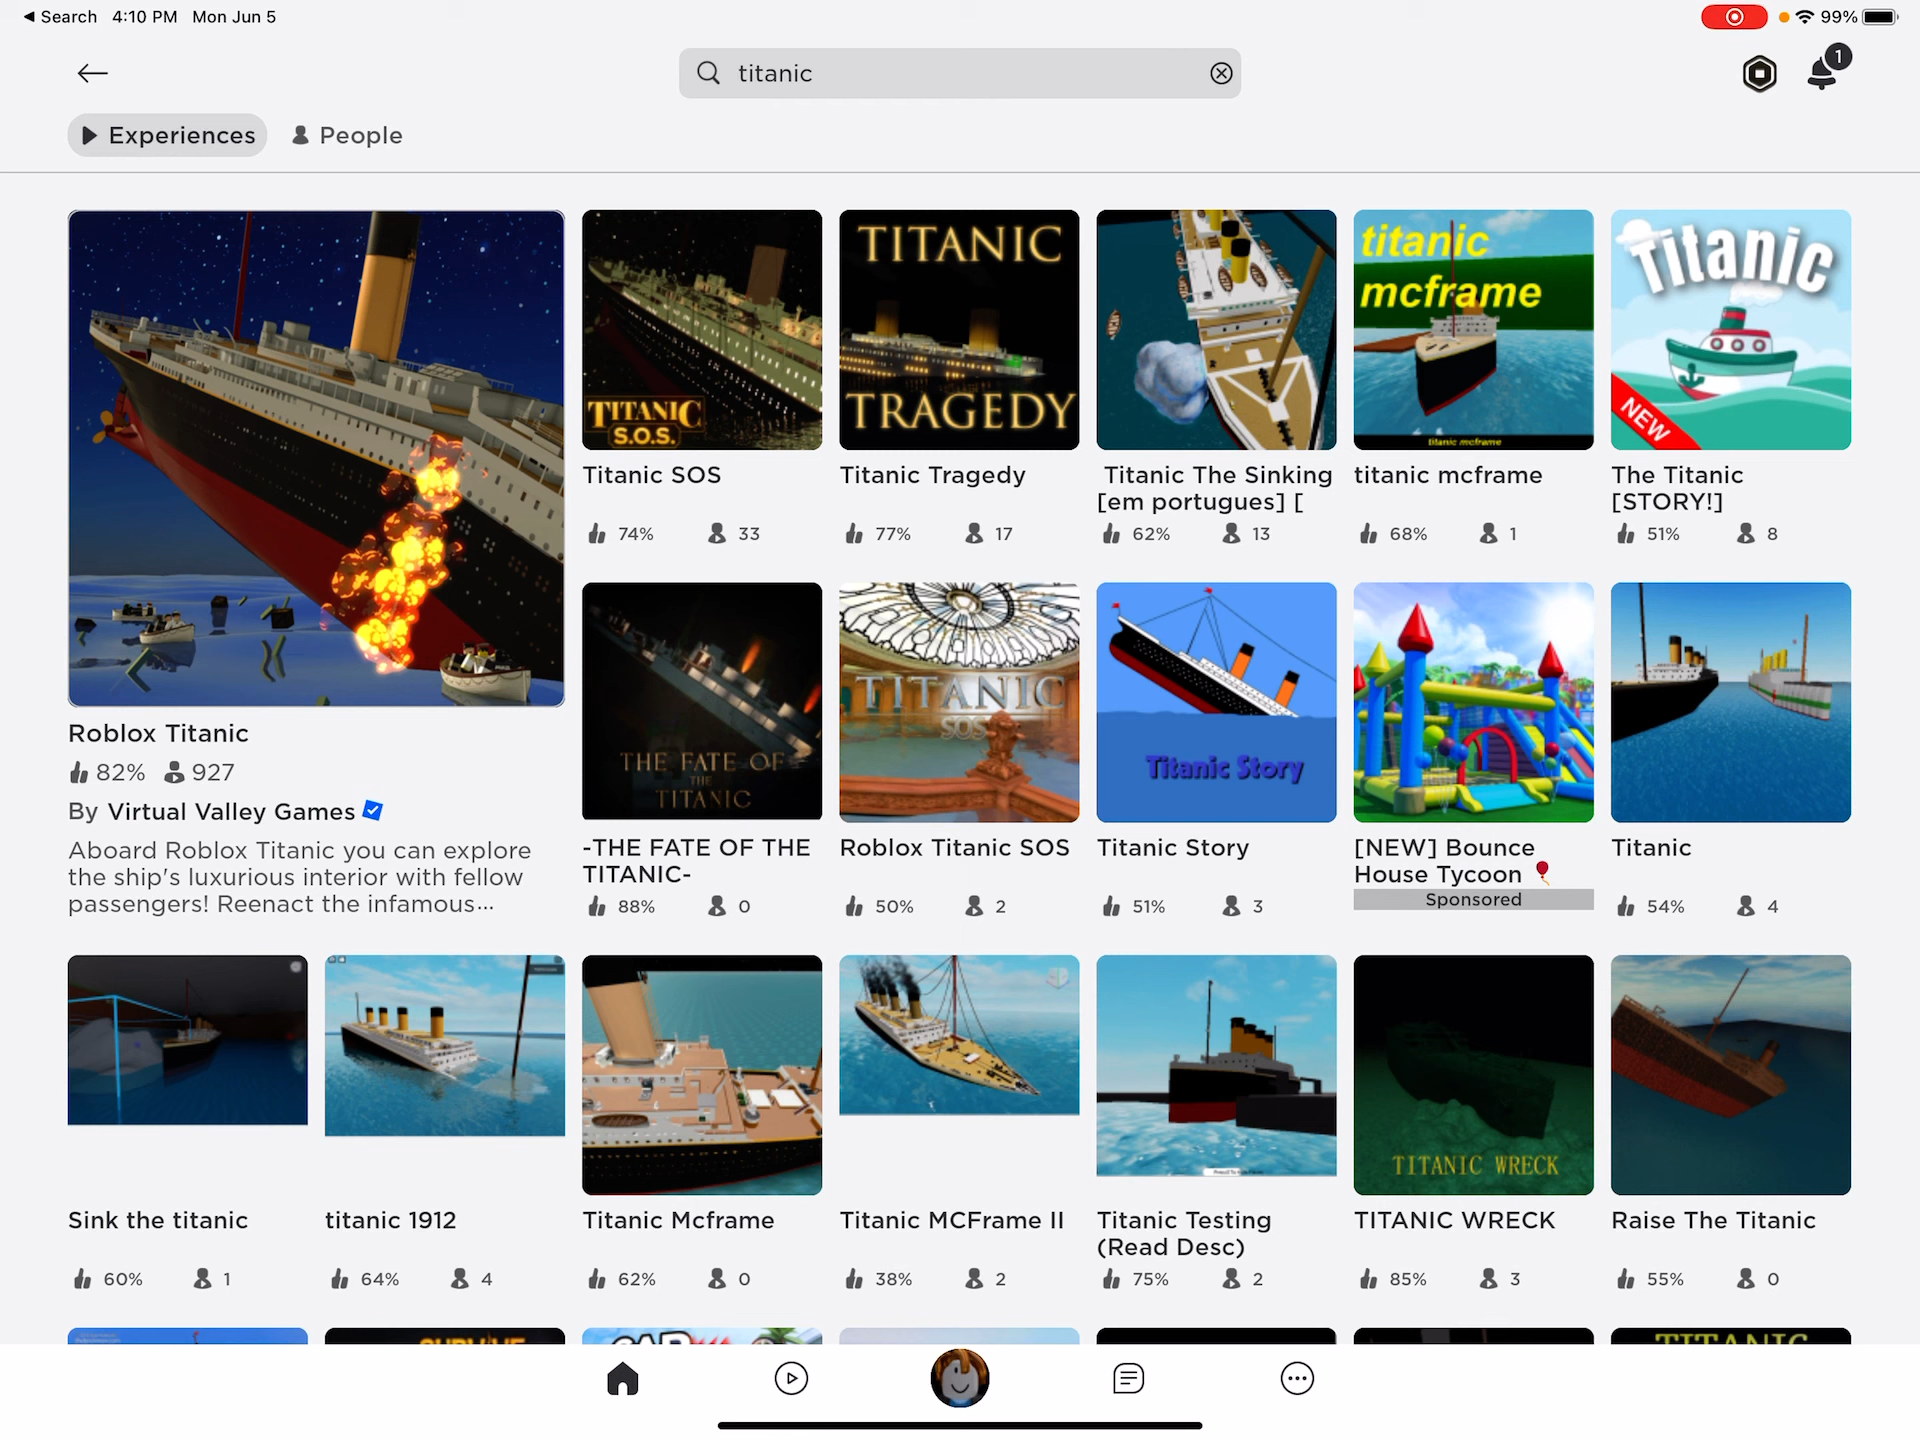 Search 4:10 PM Mon Jun 5
99%
titanic
1
Experiences People
TITANIC
S.O.S.
TITANIC
TRAGEDY
titanic
mcframe
titanic mcframe
Titanic
NEW
Titanic SOS
74% 33
Titanic Tragedy
77% 17
Titanic The Sinking
[em portugues] [
62% 13
titanic mcframe
68% 1
The Titanic
[STORY!]
51% 8
Roblox Titanic
82% 927
By Virtual Valley Games
Aboard Roblox Titanic you can explore
the ship's luxurious interior with fellow
passengers! Reenact the infamous...
THE FATE OF
THE
TITANIC
TITANIC
SOS
Titanic Story
-THE FATE OF THE
TITANIC-
88% 0
Roblox Titanic SOS
50% 2
Titanic Story
51% 3
[NEW] Bounce
House Tycoon 🎈
Sponsored
Titanic
54% 4
TITANIC WRECK
Sink the titanic
60% 1
titanic 1912
64% 4
Titanic Mcframe
62% 0
Titanic MCFrame II
38% 2
Titanic Testing
(Read Desc)
75% 2
TITANIC WRECK
85% 3
Raise The Titanic
55% 0
SURVIVE
CAR
TITANIC